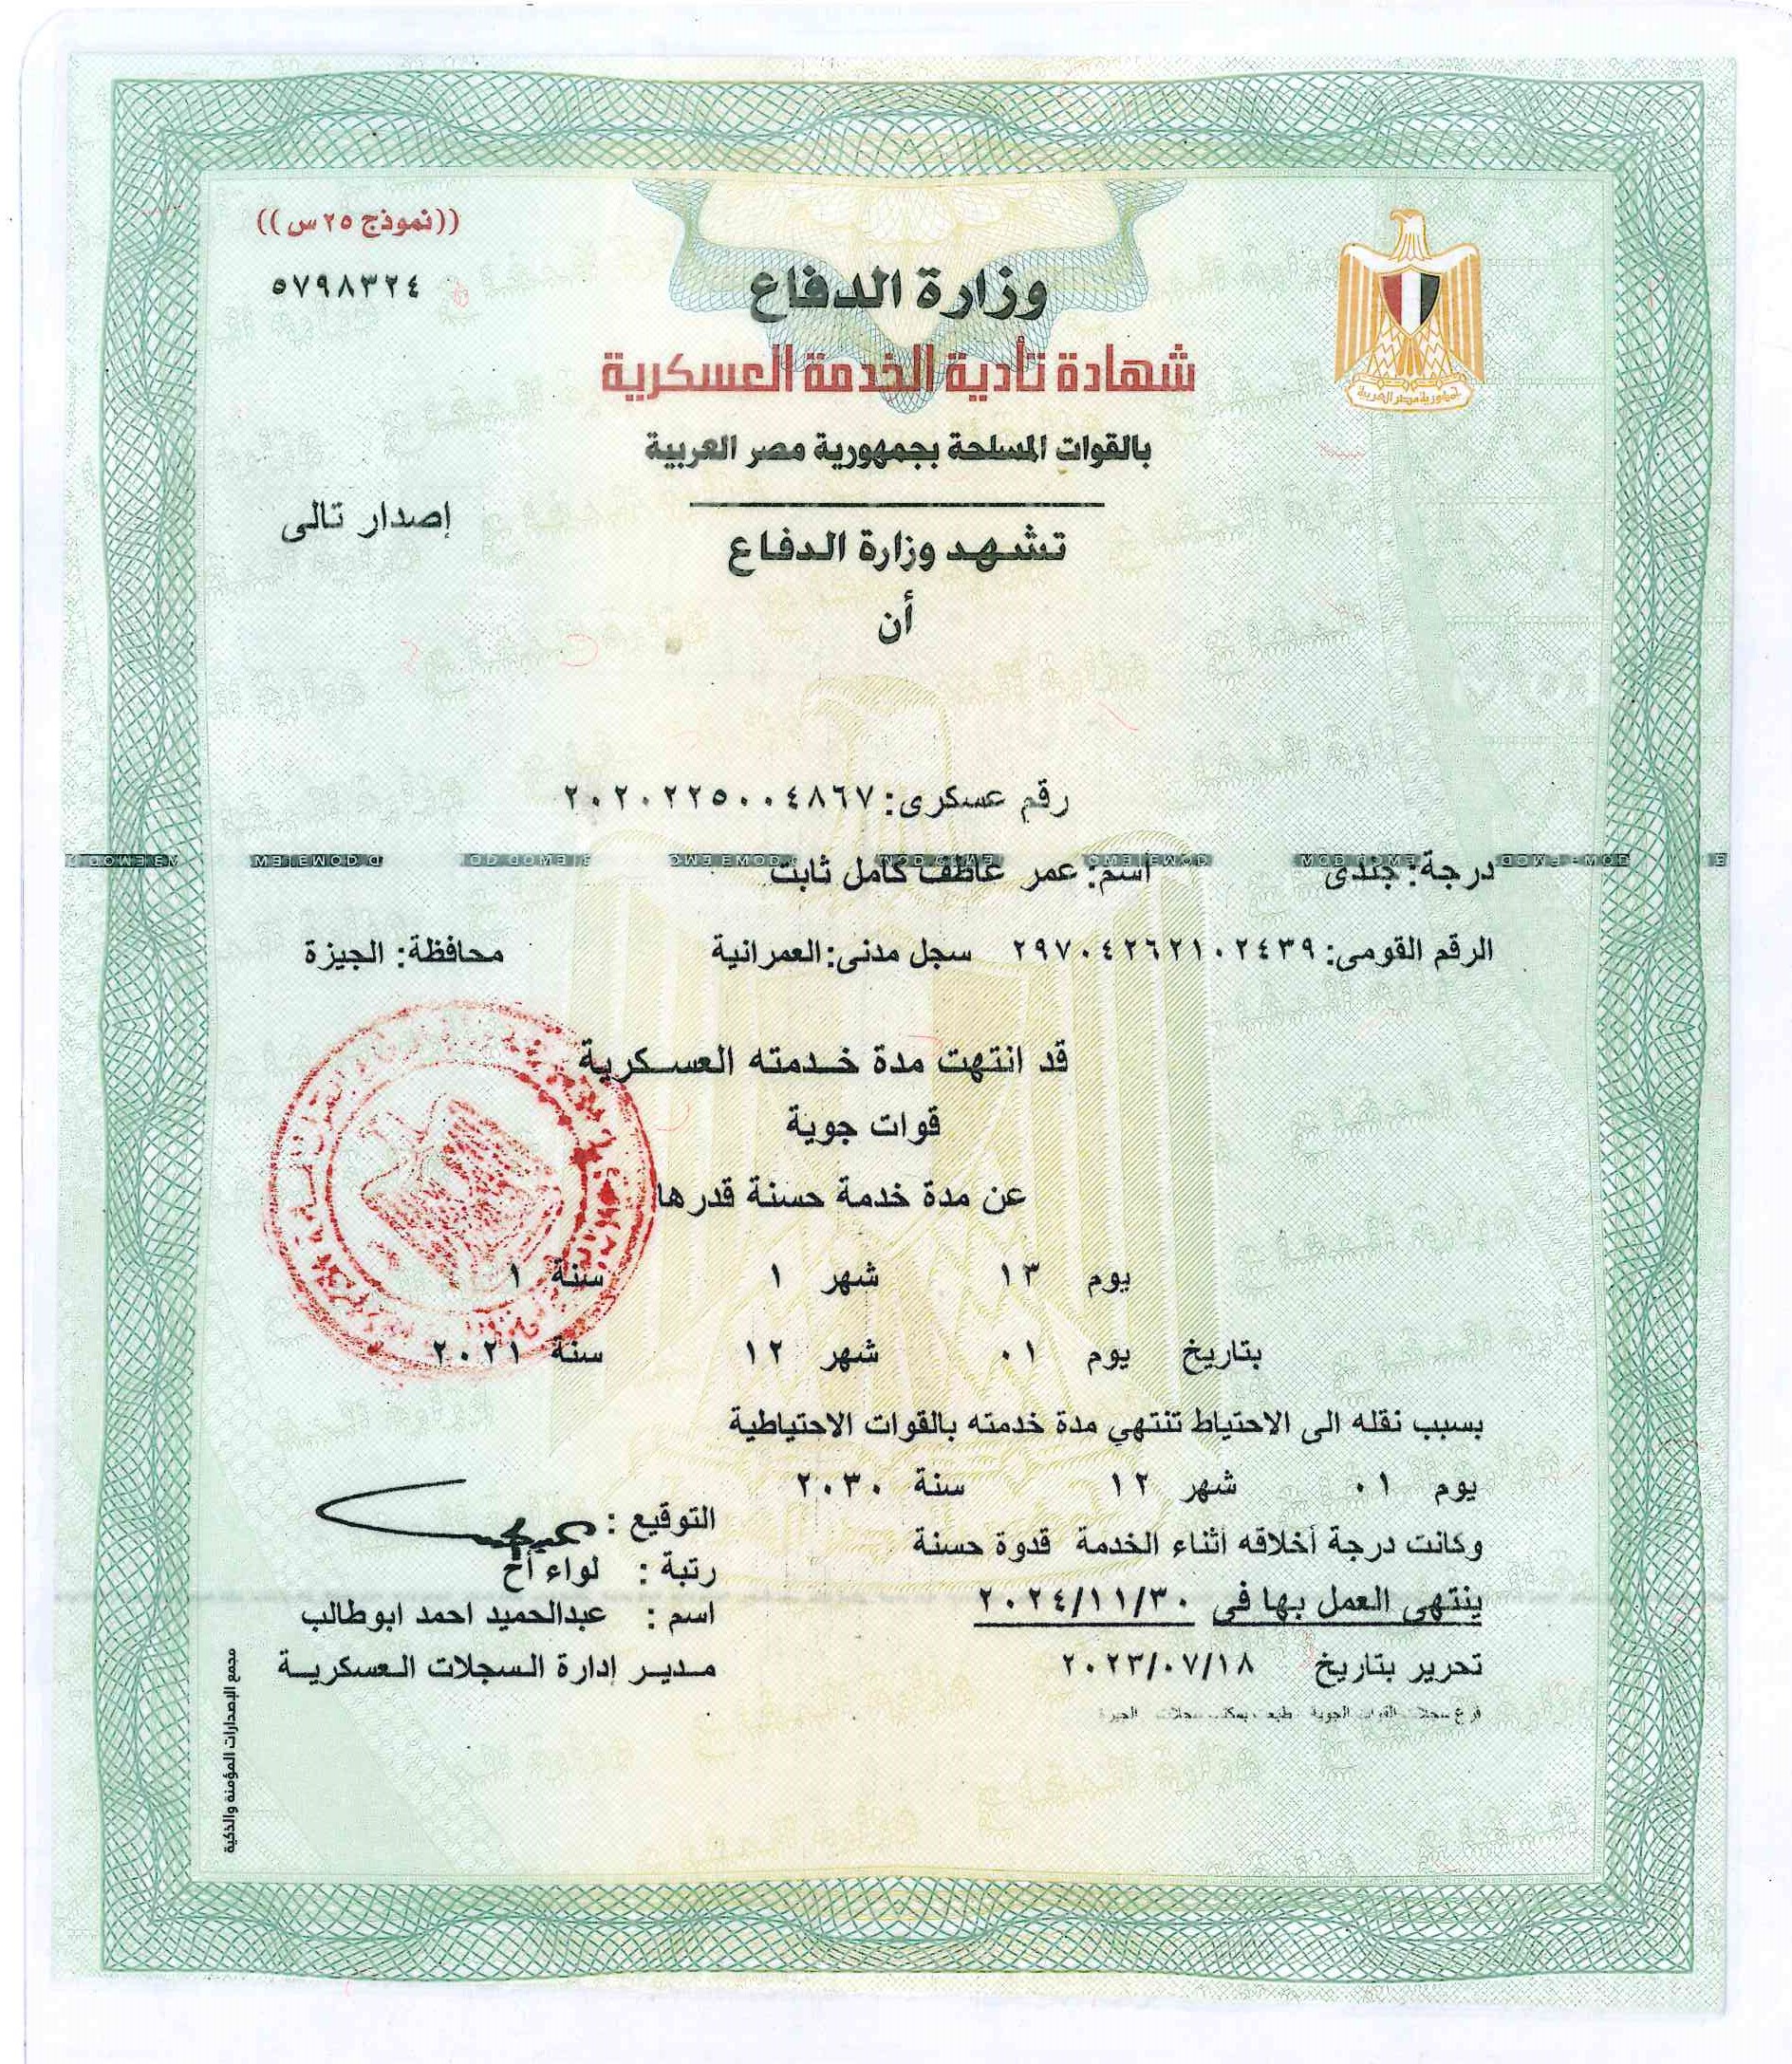 ((نموذج ٢٥ س))
٥٧٩٨٣٢٤
جمهورية مصر العربية
وزارة الدفاع
شهادة تأدية الخدمة العسكرية
بالقوات المسلحة بجمهورية مصر العربية
إصدار تالى
تشهد وزارة الدفاع
أن
رقم عسكرى: ٢٠٢٠٢٢٥٠٠٤٨٦٧
درجة: جندى اسم: عمر عاطف كامل ثابت
الرقم القومى: ٢٩٧٠٤٢٦٢١٠٢٤٣٩ سجل مدنى: العمرانية محافظة: الجيزة
قد انتهت مدة خدمته العسكرية
قوات جوية
عن مدة خدمة حسنة قدرها
يوم ١٣ شهر ١ سنة ١
بتاريخ يوم ٠١ شهر ١٢ سنة ٢٠٢١
بسبب نقله الى الاحتياط تنتهي مدة خدمته بالقوات الاحتياطية
يوم ٠١ شهر ١٢ سنة ٢٠٣٠
وكانت درجة أخلاقه أثناء الخدمة قدوة حسنة
ينتهى العمل بها فى ٢٠٢٤/١١/٣٠
تحرير بتاريخ ٢٠٢٣/٠٧/١٨
فرع سجلات القوات الجوية طبعت بمكتب سجلات الجيزة
التوقيع :
رتبة : لواء أح
اسم : عبدالحميد احمد ابوطالب
مدير إدارة السجلات العسكرية
مجمع الإصدارات المؤمنة والذكية